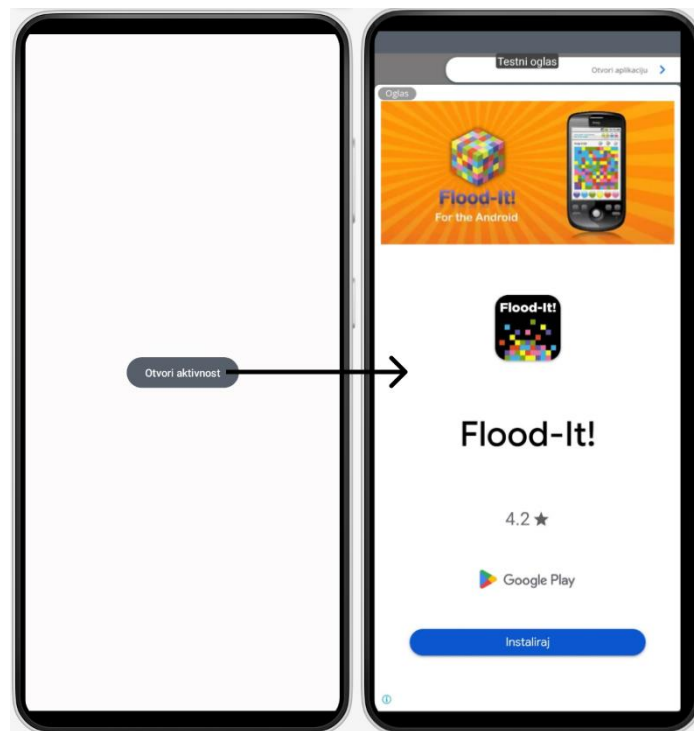 Otvori aktivnost
Testni oglas
Otvori aplikaciju
Oglas
Flood-It!
For the Android
Flood-It!
Flood-It!
4.2 ★
Google Play
Instaliraj